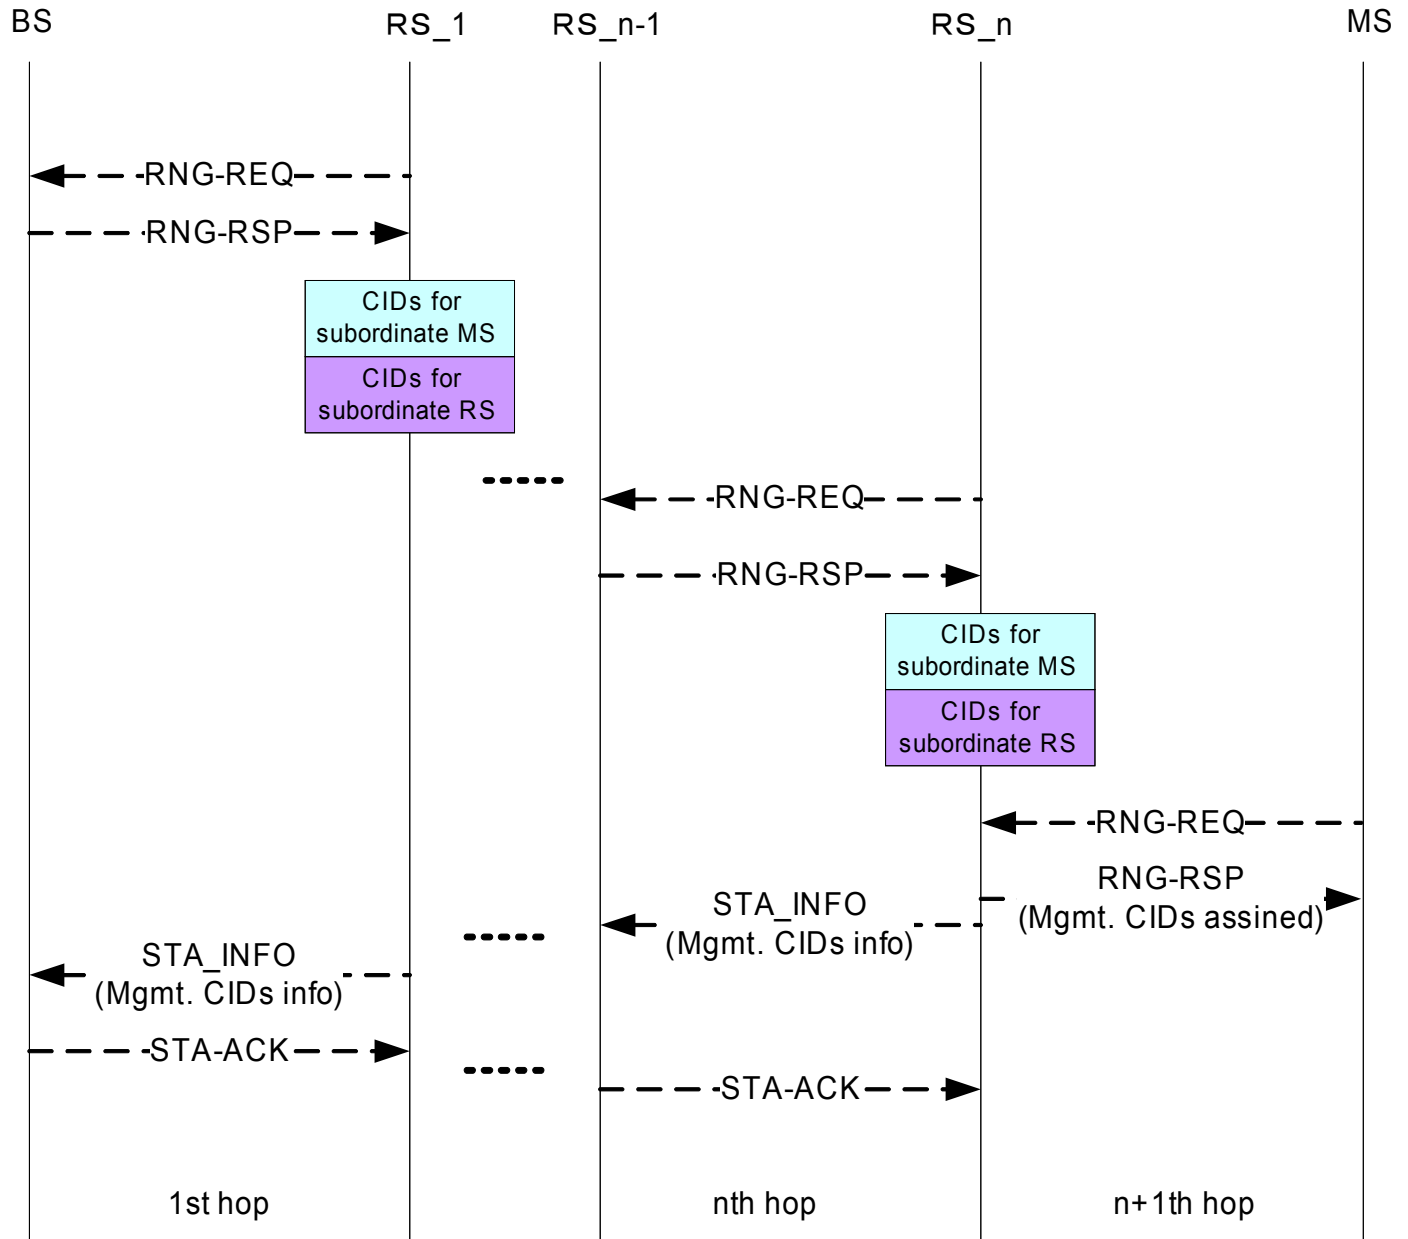 BS
RS_1
RS_n-1
RS_n
MS
RNG-REQ
RNG-RSP
CIDs for
subordinate MS
CIDs for
subordinate RS
RNG-REQ
RNG-RSP
CIDs for
subordinate MS
CIDs for
subordinate RS
RNG-REQ
RNG-RSP
(Mgmt. CIDs assined)
STA_INFO
(Mgmt. CIDs info)
STA_INFO
(Mgmt. CIDs info)
STA-ACK
STA-ACK
1st hop
nth hop
n+1th hop